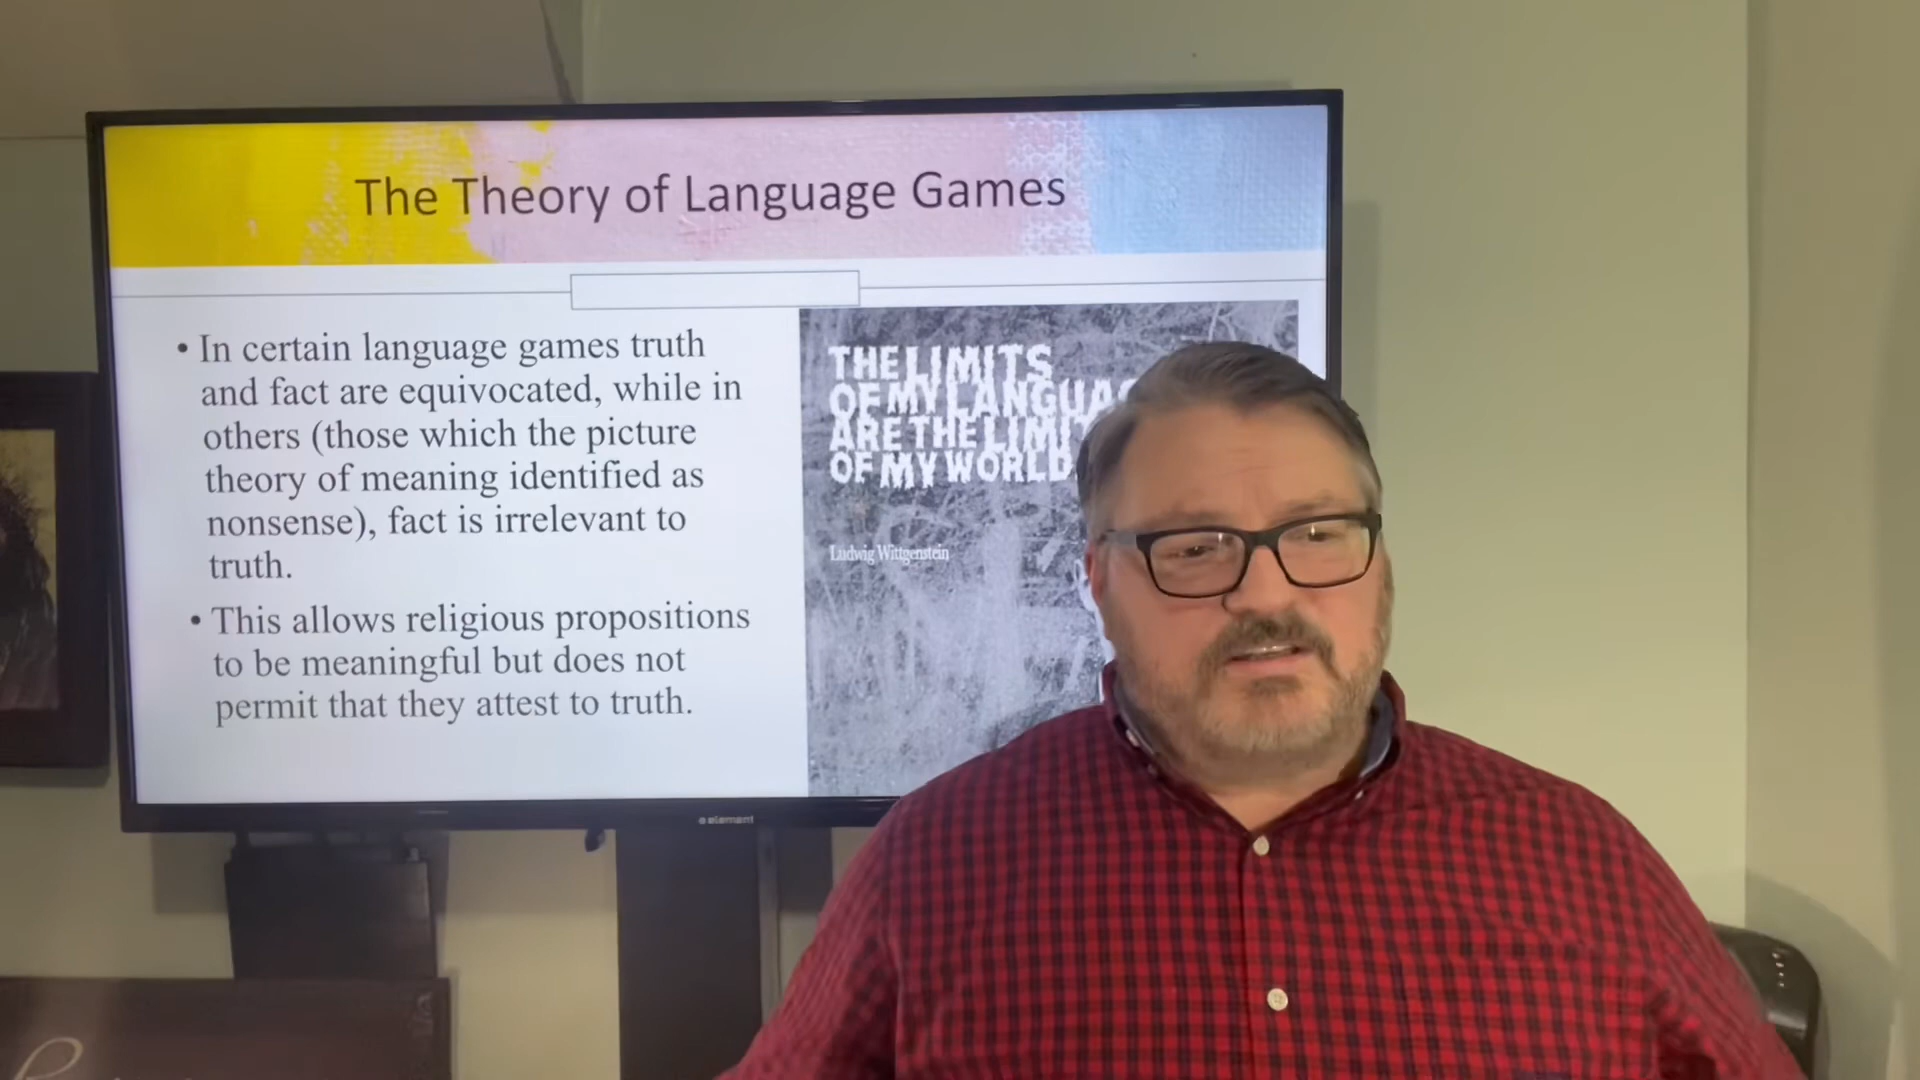 The Theory of Language Games
• In certain language games truth
and fact are equivocated, while in
others (those which the picture
theory of meaning identified as
nonsense), fact is irrelevant to
truth.
• This allows religious propositions
to be meaningful but does not
permit that they attest to truth.
THE LIMITS
OF MY
ARE THE
OF MY WORLD.
Ludwig Wittgenstein
element